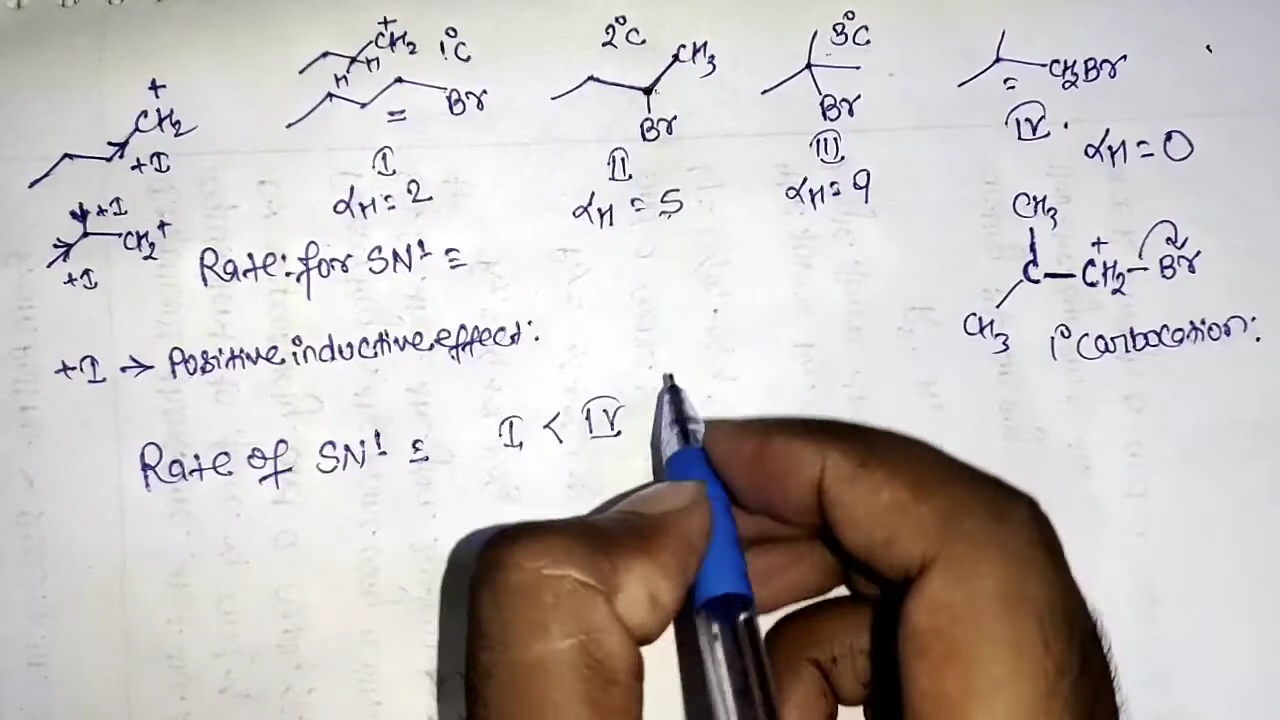 +
CH2
+I
+I
CH2+
+I
+
CH2
H H
1°C
Br
I
αH = 2
2°C
CH3
Br
II
αH = 5
3°C
Br
III
αH = 9
CH2Br
IV
αH = 0
CH3
+
C—CH2—Br
CH3
1° carbocation:
Rate: for SN1 =
+I → Positive inductive effect:
Rate of SN1 = I < IV